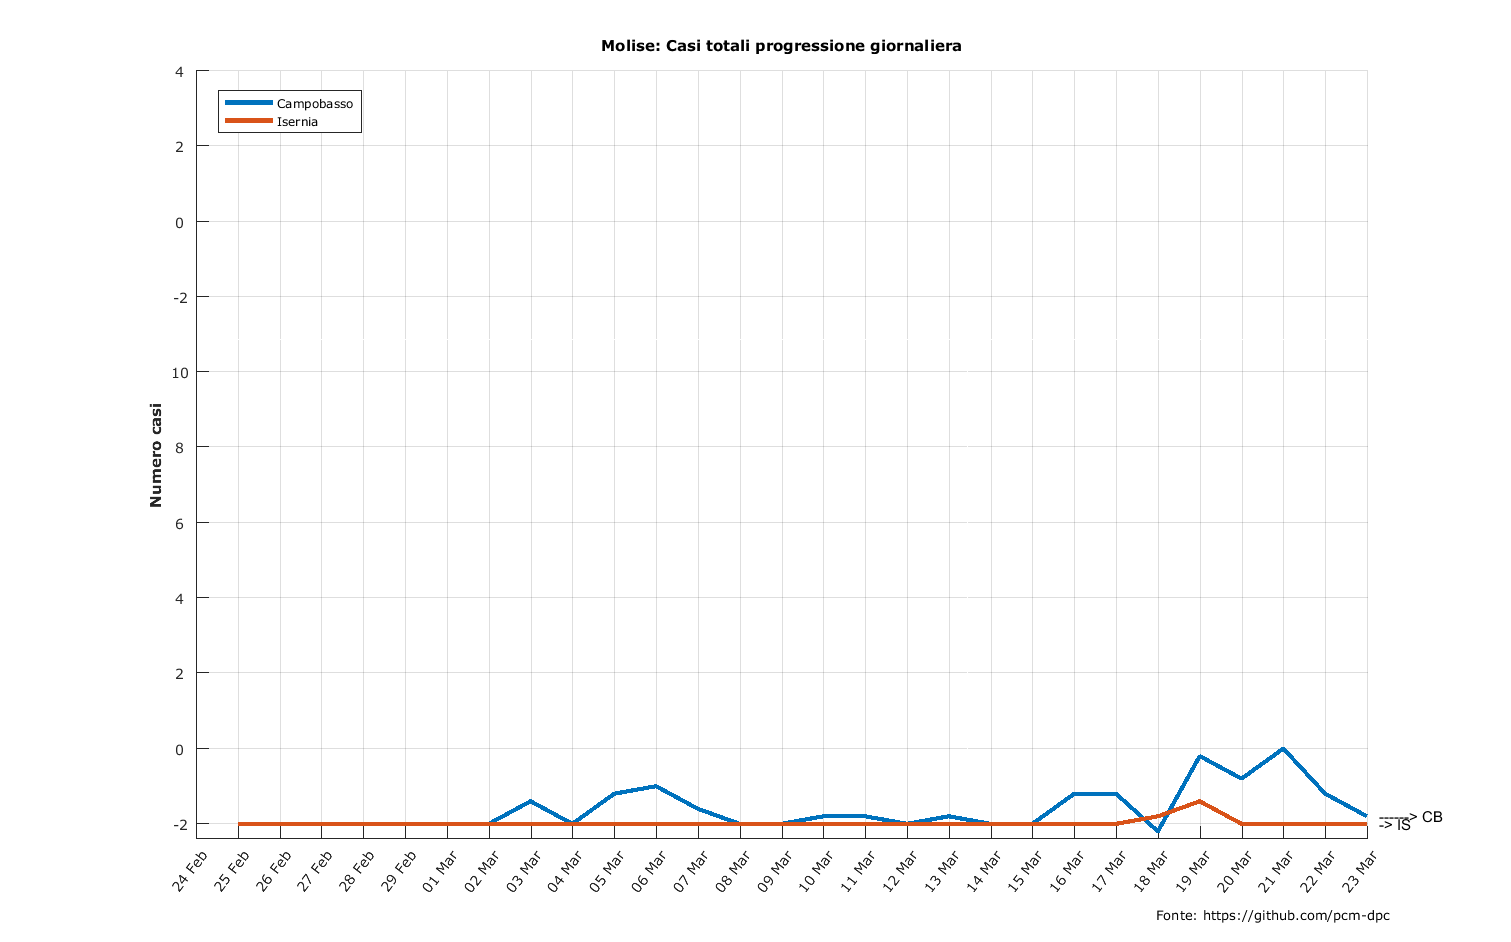 Molise: Casi totali progressione giornaliera
Campobasso
Isernia
4
2
0
-2
10
8
6
4
2
0
-2
Numero casi
24 Feb
25 Feb
26 Feb
27 Feb
28 Feb
29 Feb
01 Mar
02 Mar
03 Mar
04 Mar
05 Mar
06 Mar
07 Mar
08 Mar
09 Mar
10 Mar
11 Mar
12 Mar
13 Mar
14 Mar
15 Mar
16 Mar
17 Mar
18 Mar
19 Mar
20 Mar
21 Mar
22 Mar
23 Mar
------> CB
-> IS
Fonte: https://github.com/pcm-dpc